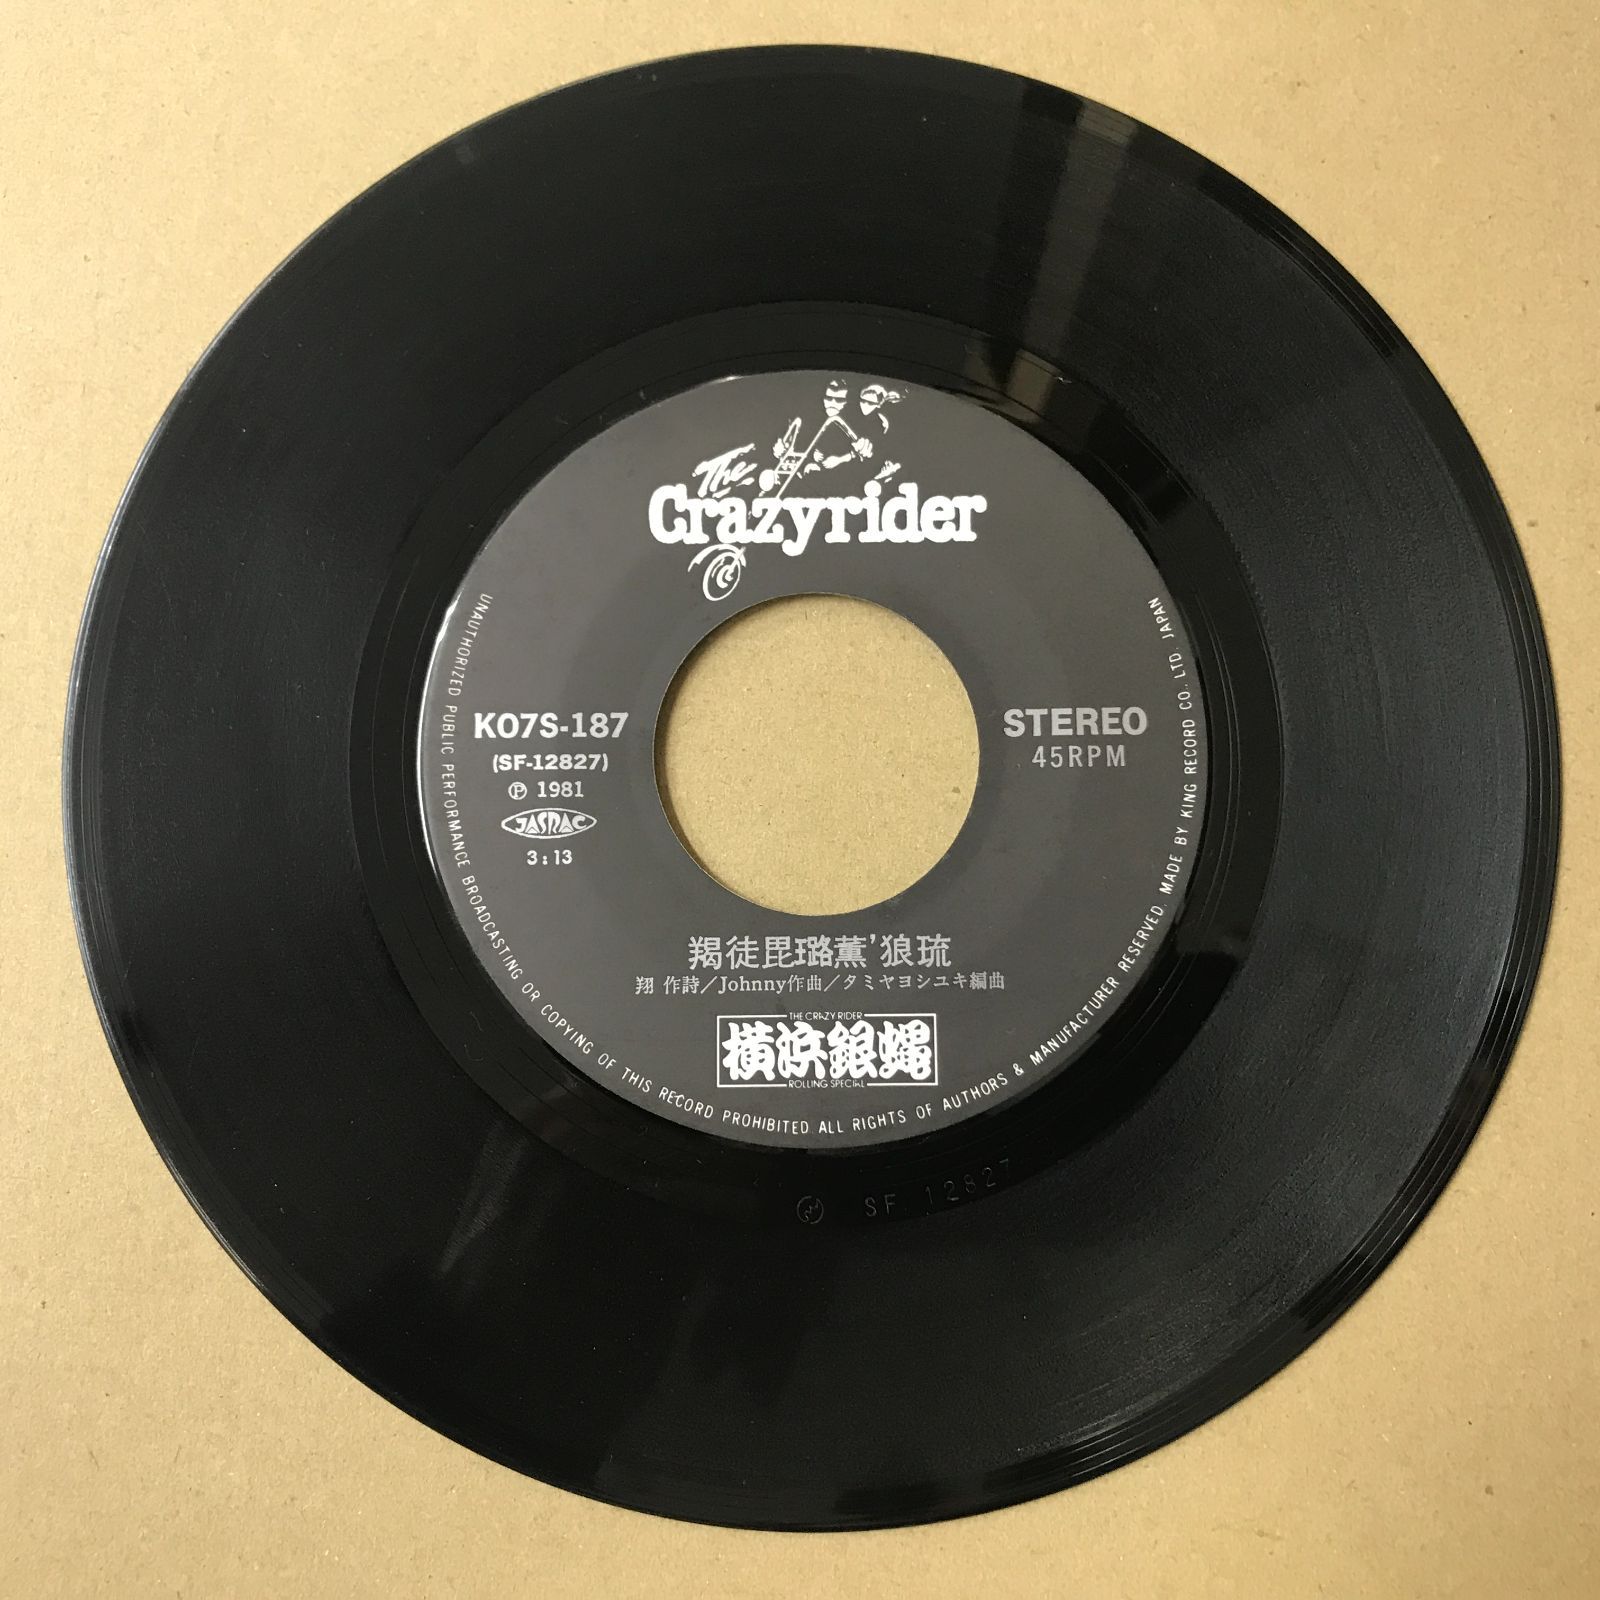 The
Crazyrider
K07S-187
(SF-12827)
Ⓟ 1981
JASRAC
3:13
STEREO
45RPM
羯徒毘璐薫'狼琉
翔 作詩／Johnny作曲／タミヤヨシユキ編曲
THE CRAZY RIDER
横浜銀蝿
ROLLING SPECIAL
UNAUTHORIZED PUBLIC PERFORMANCE BROADCASTING OR COPYING OF THIS RECORD PROHIBITED ALL RIGHTS OF AUTHORS & MANUFACTURER RESERVED. MADE BY KING RECORD CO. LTD. JAPAN
SF 12827